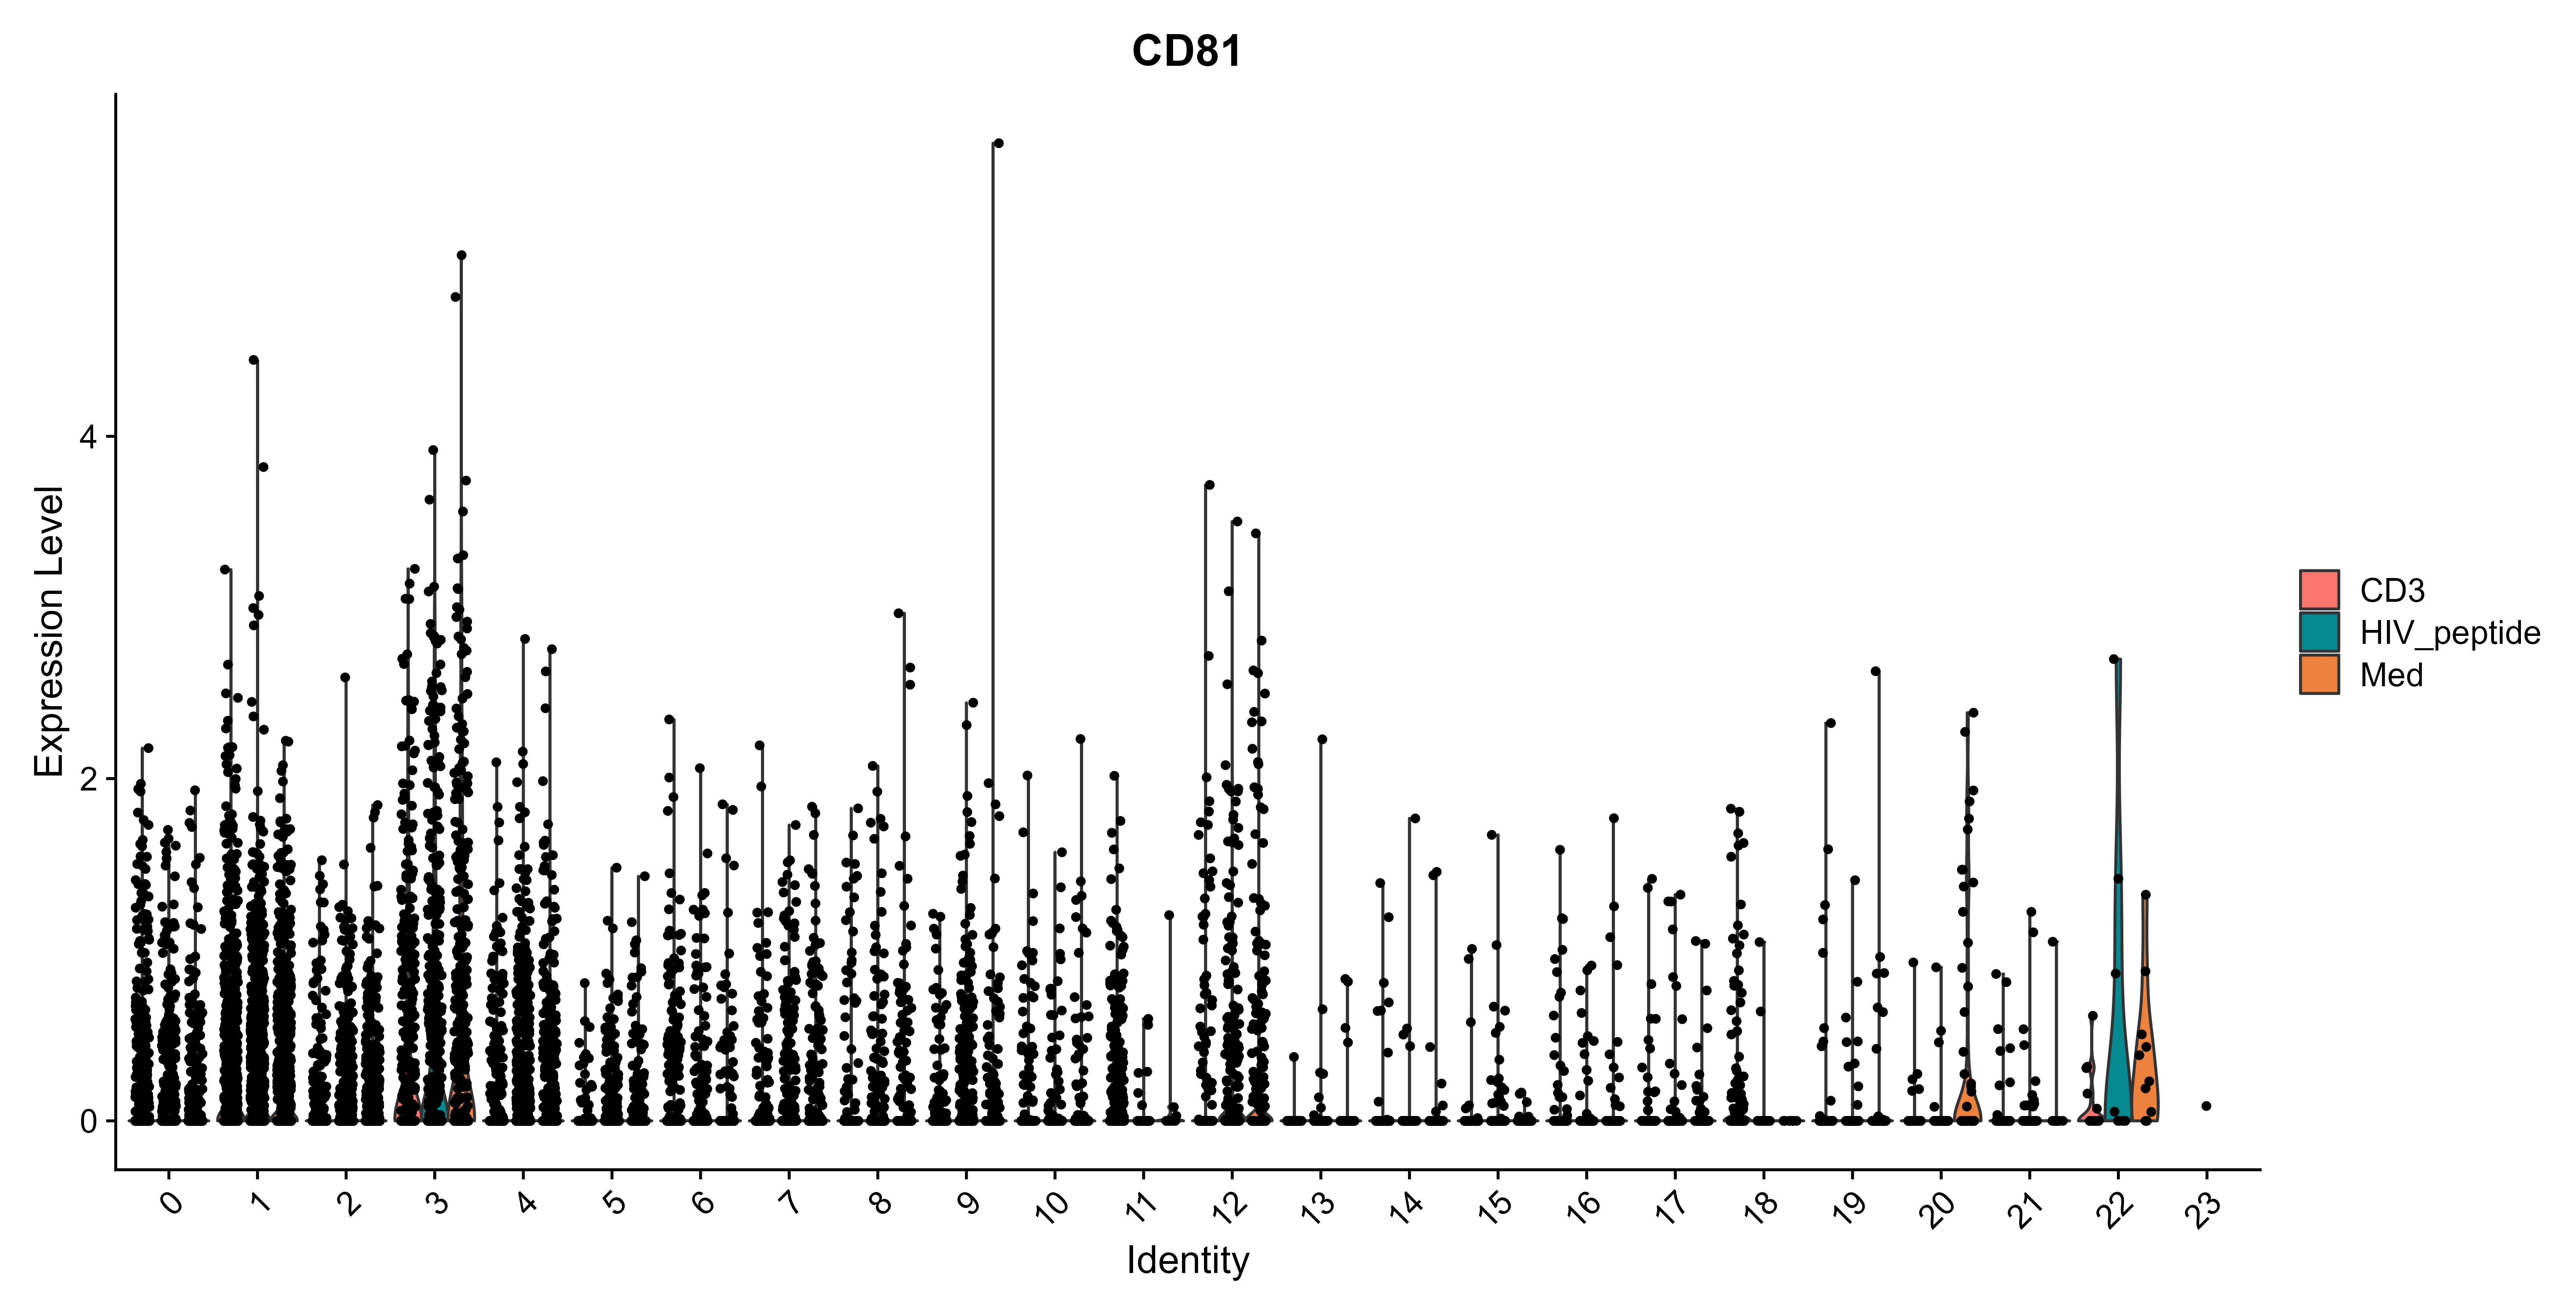 CD81
Expression Level
4
2
0
0 1 2 3 4 5 6 7 8 9 10 11 12 13 14 15 16 17 18 19 20 21 22 23
Identity
CD3
HIV_peptide
Med